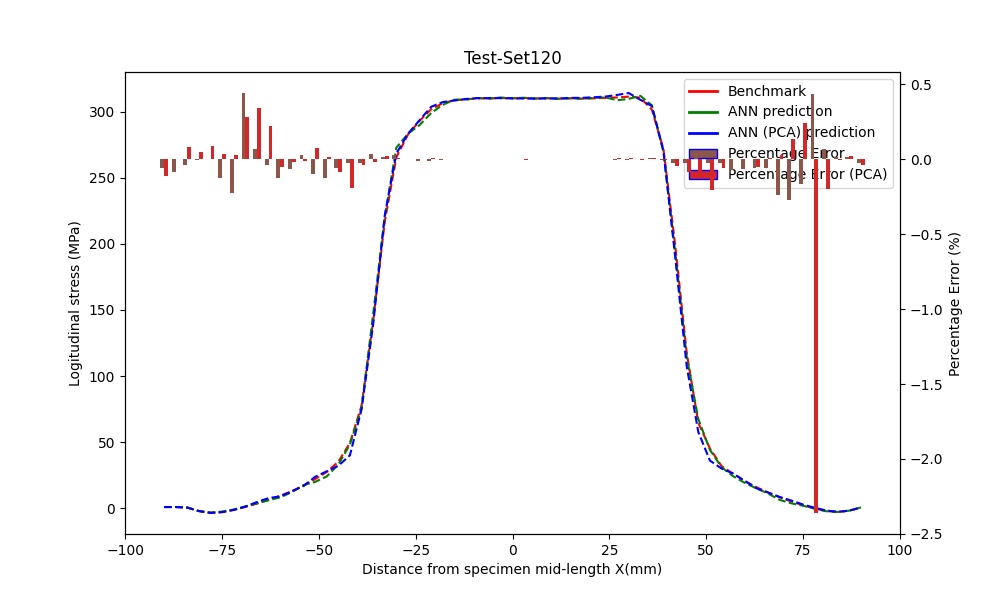 Test-Set120
Benchmark
ANN prediction
ANN (PCA) prediction
Percentage Error
Percentage Error (PCA)
300
250
200
150
100
50
0
Logitudinal stress (MPa)
0.5
0.0
−0.5
−1.0
−1.5
−2.0
−2.5
Percentage Error (%)
−100
−75
−50
−25
0
25
50
75
100
Distance from specimen mid-length X(mm)